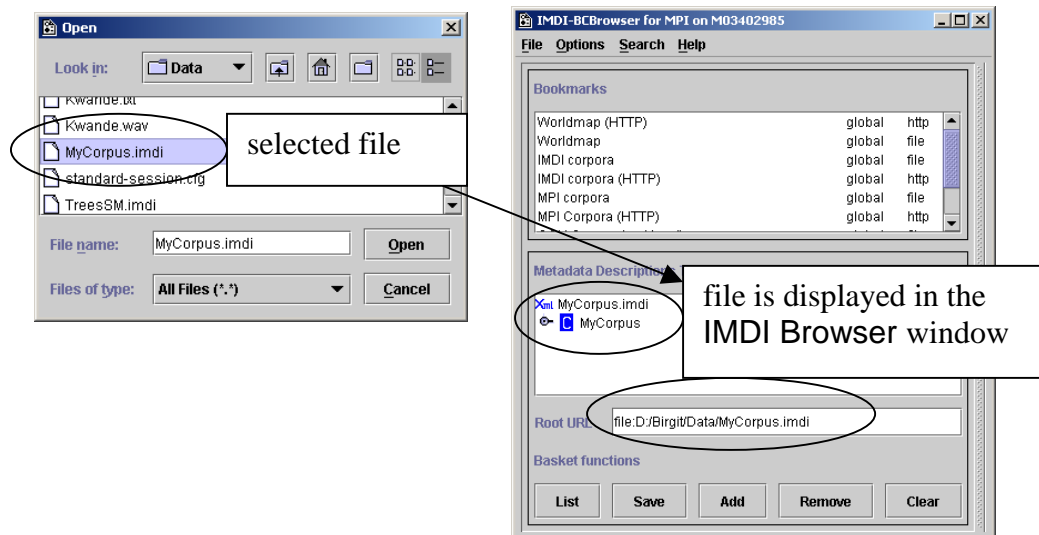 Open
Look in:
Data
Kwande.txt
Kwande.wav
MyCorpus.imdi
standard-session.cfg
TreesSM.imdi
File name:
MyCorpus.imdi
Open
Files of type:
All Files (*.*)
Cancel
selected file
IMDI-BCBrowser for MPI on M03402985
File Options Search Help
Bookmarks
Worldmap (HTTP) global http
Worldmap global file
IMDI corpora global file
IMDI corpora (HTTP) global http
MPI corpora global file
MPI Corpora (HTTP) global http
Metadata Descriptions
Xml MyCorpus.imdi
C MyCorpus
file is displayed in the
IMDI Browser window
Root URL
file:D:/Birgit/Data/MyCorpus.imdi
Basket functions
List Save Add Remove Clear